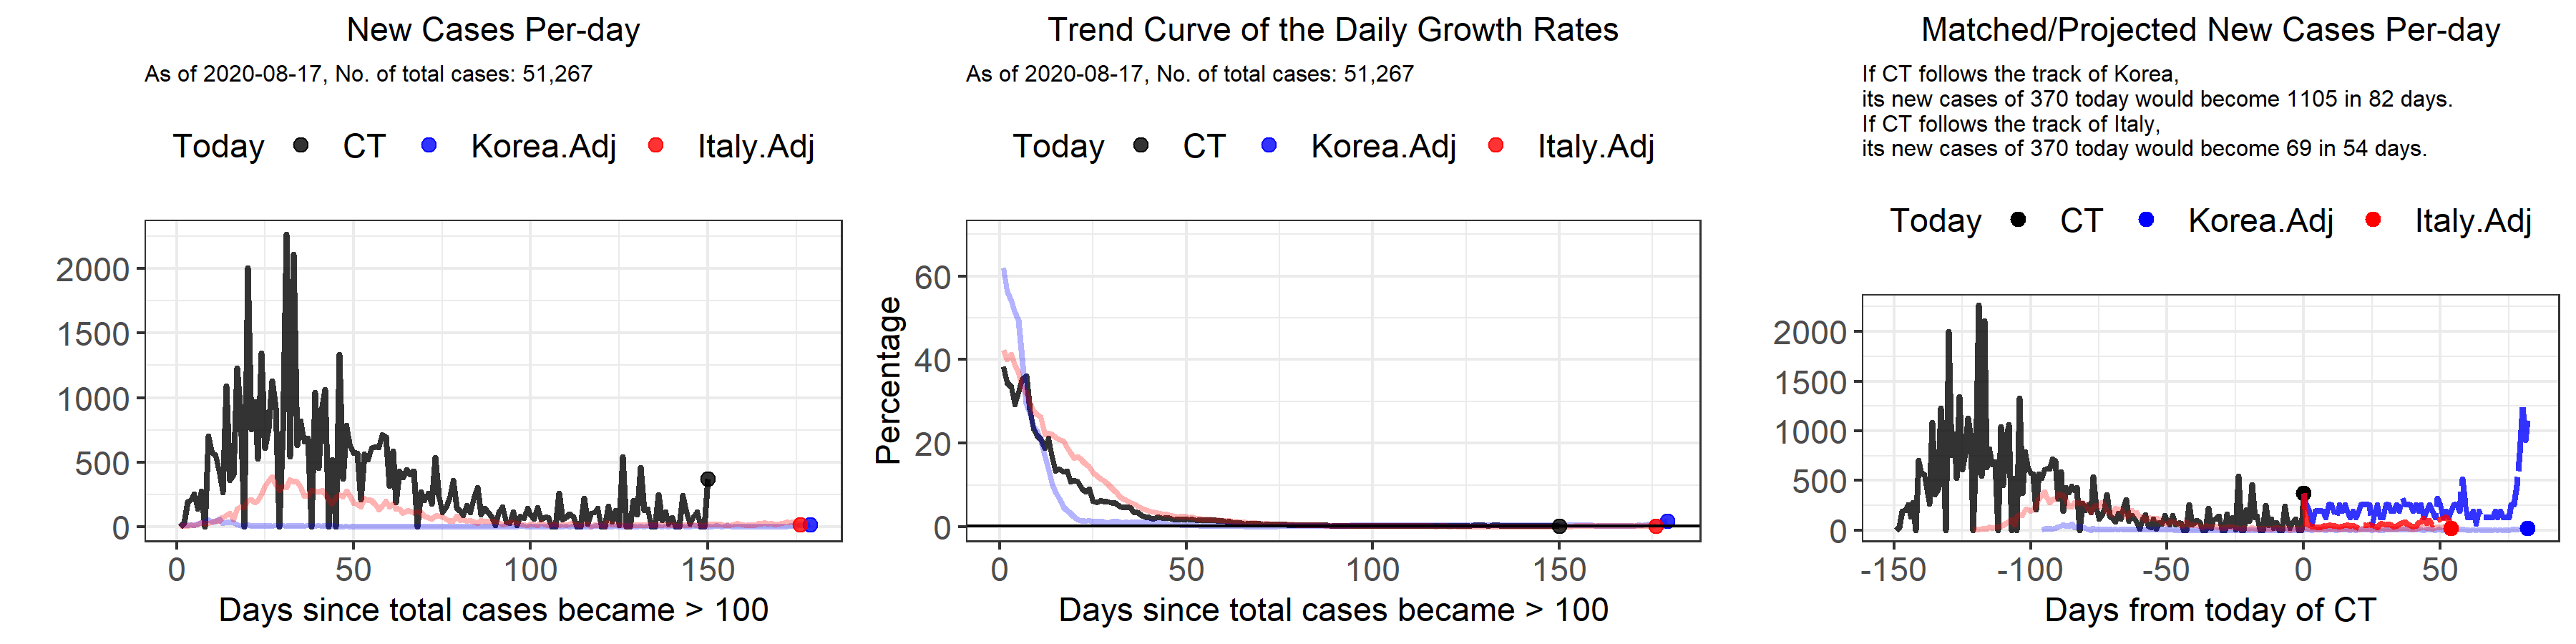 New Cases Per-day
As of 2020-08-17, No. of total cases: 51,267
Today CT Korea.Adj Italy.Adj
2000
1500
1000
500
0
0 50 100 150
Days since total cases became > 100
Trend Curve of the Daily Growth Rates
As of 2020-08-17, No. of total cases: 51,267
Today CT Korea.Adj Italy.Adj
Percentage
60
40
20
0
0 50 100 150
Days since total cases became > 100
Matched/Projected New Cases Per-day
If CT follows the track of Korea,
its new cases of 370 today would become 1105 in 82 days.
If CT follows the track of Italy,
its new cases of 370 today would become 69 in 54 days.
Today CT Korea.Adj Italy.Adj
2000
1500
1000
500
0
-150 -100 -50 0 50
Days from today of CT